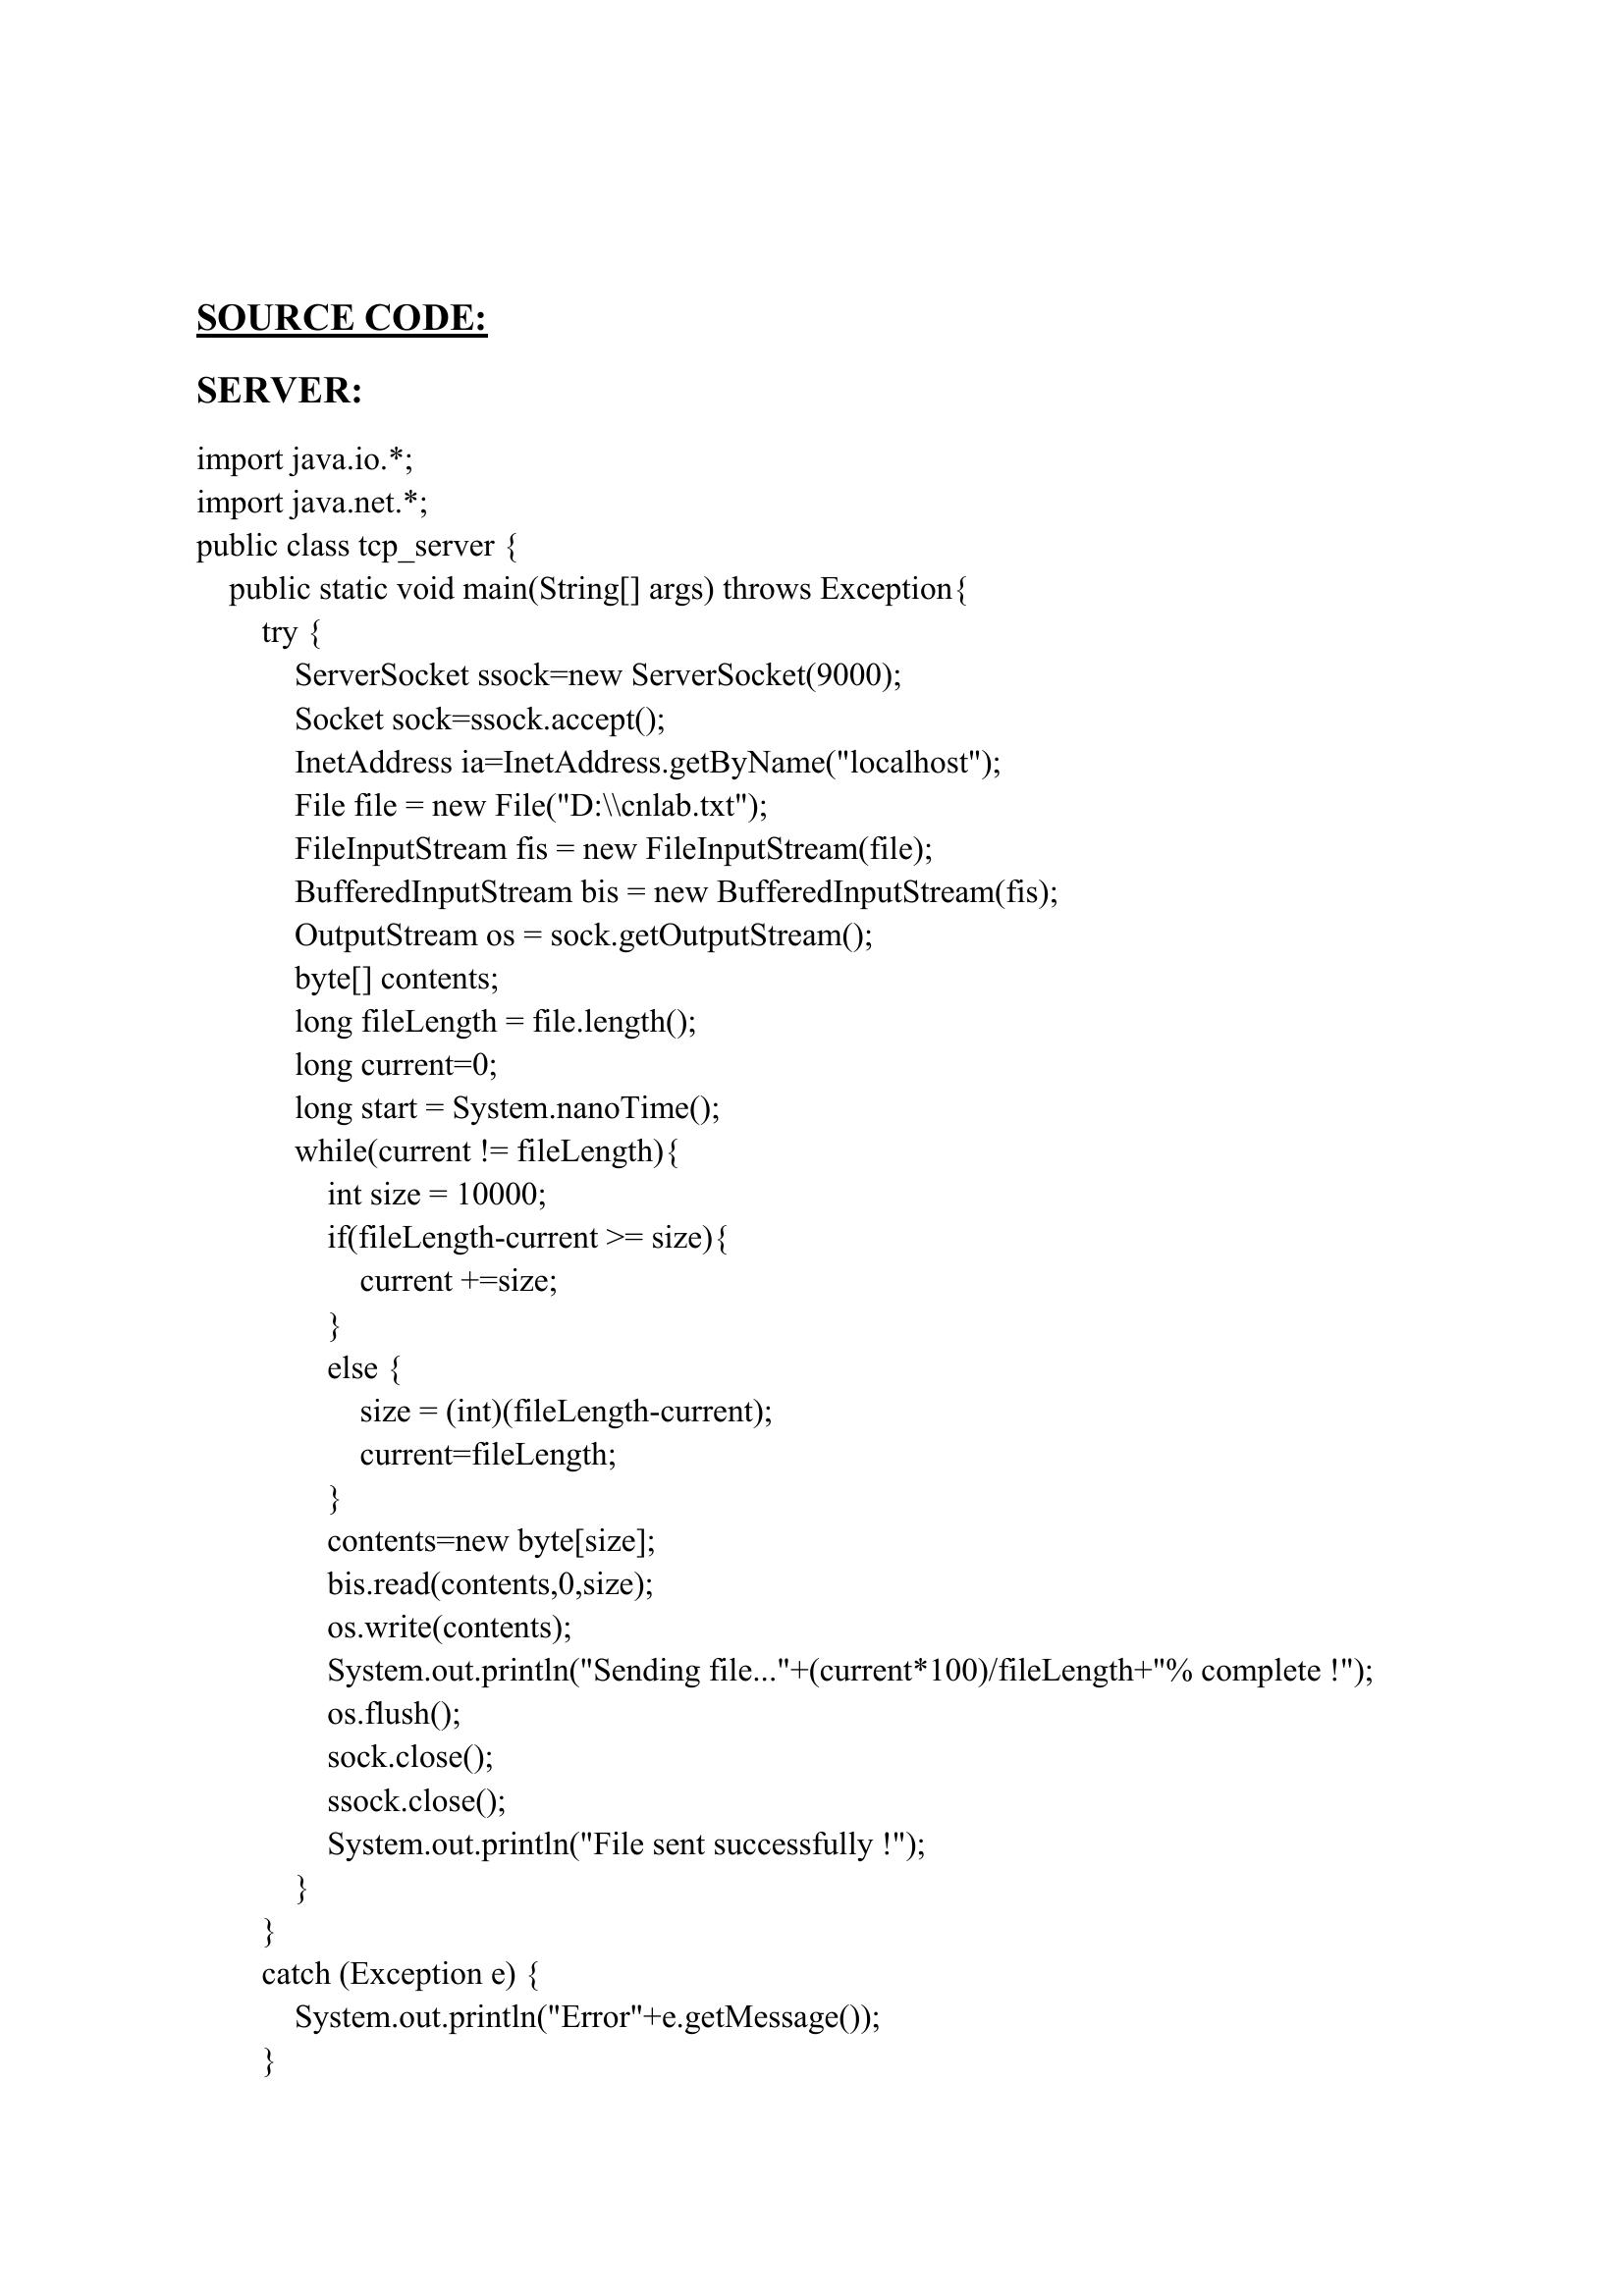 SOURCE CODE:
SERVER:
import java.io.*;
import java.net.*;
public class tcp_server {
public static void main(String[] args) throws Exception{
try {
ServerSocket ssock=new ServerSocket(9000);
Socket sock=ssock.accept();
InetAddress ia=InetAddress.getByName("localhost");
File file = new File("D:\\cnlab.txt");
FileInputStream fis = new FileInputStream(file);
BufferedInputStream bis = new BufferedInputStream(fis);
OutputStream os = sock.getOutputStream();
byte[] contents;
long fileLength = file.length();
long current=0;
long start = System.nanoTime();
while(current != fileLength){
int size = 10000;
if(fileLength-current >= size){
current +=size;
}
else {
size = (int)(fileLength-current);
current=fileLength;
}
contents=new byte[size];
bis.read(contents,0,size);
os.write(contents);
System.out.println("Sending file..."+(current*100)/fileLength+"% complete !");
os.flush();
sock.close();
ssock.close();
System.out.println("File sent successfully !");
}
}
catch (Exception e) {
System.out.println("Error"+e.getMessage());
}